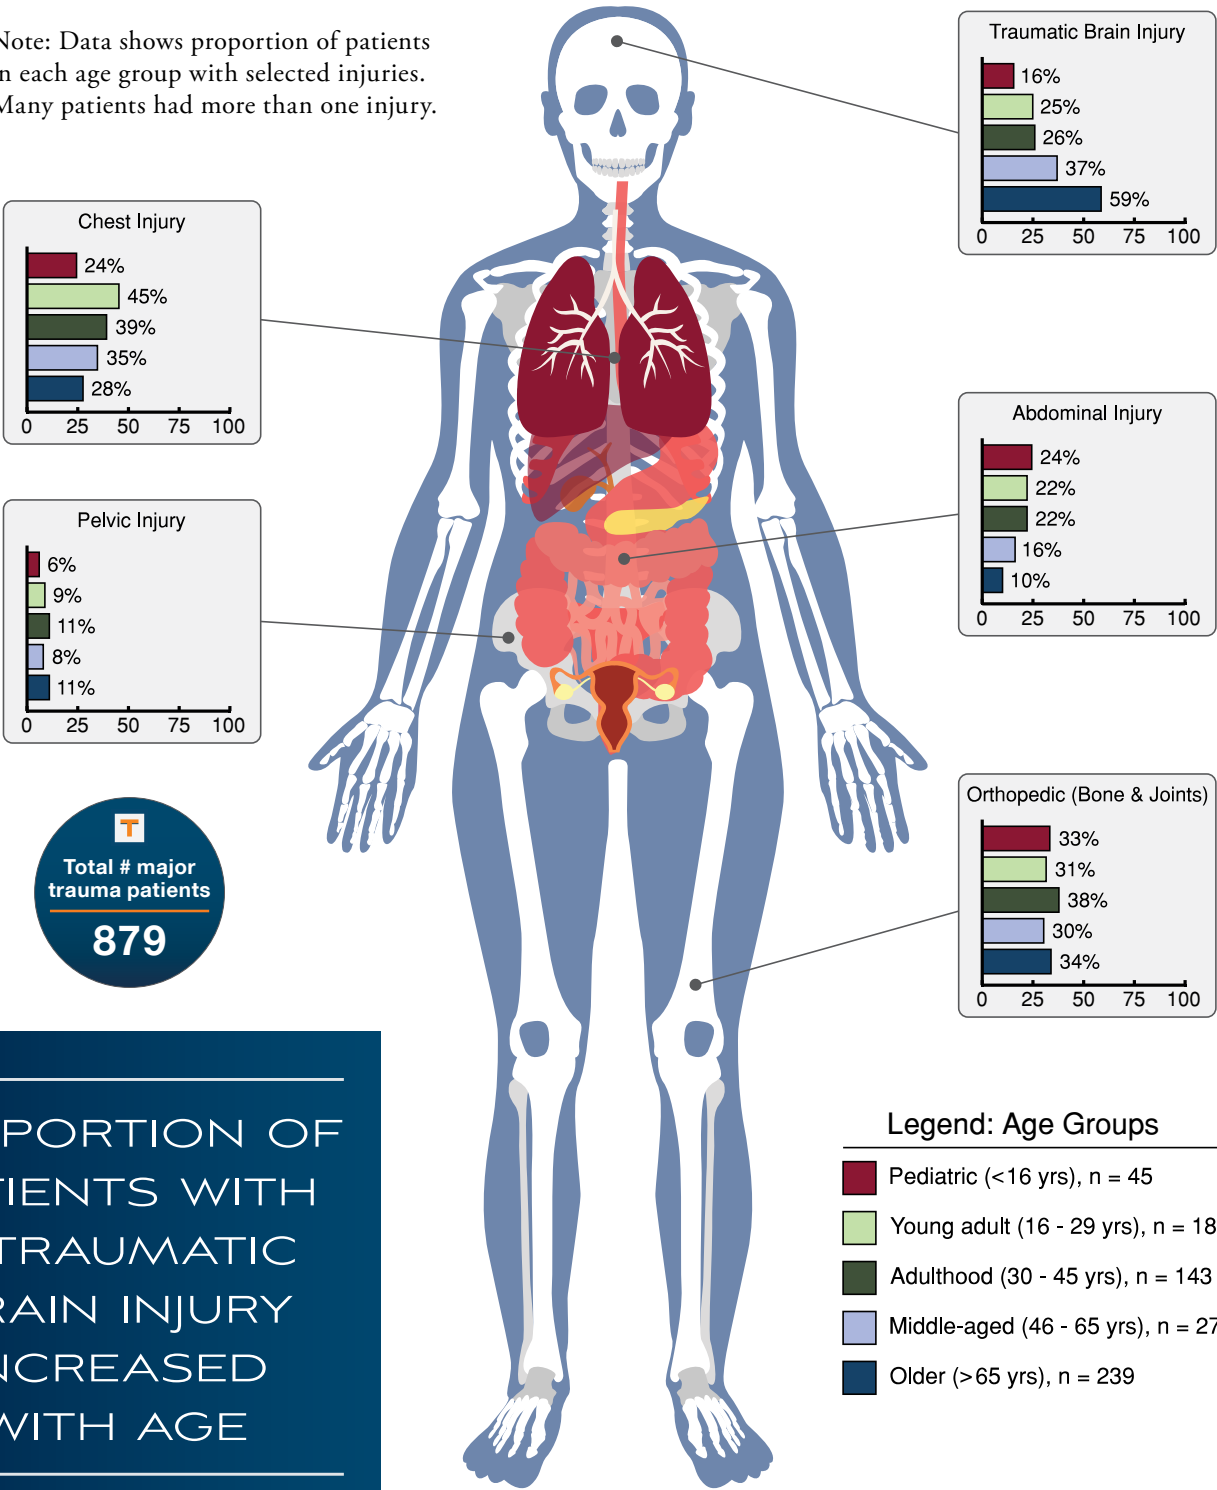 Note: Data shows proportion of patients
in each age group with selected injuries.
Many patients had more than one injury.
Traumatic Brain Injury
16%
25%
26%
37%
59%
0 25 50 75 100
Chest Injury
24%
45%
39%
35%
28%
0 25 50 75 100
Abdominal Injury
24%
22%
22%
16%
10%
0 25 50 75 100
Pelvic Injury
6%
9%
11%
8%
11%
0 25 50 75 100
Orthopedic (Bone & Joints)
33%
31%
38%
30%
34%
0 25 50 75 100
T
Total # major
trauma patients
879
PORTION OF
TIENTS WITH
TRAUMATIC
RAIN INJURY
NCREASED
WITH AGE
Legend: Age Groups
Pediatric (<16 yrs), n = 45
Young adult (16 - 29 yrs), n = 18
Adulthood (30 - 45 yrs), n = 143
Middle-aged (46 - 65 yrs), n = 27
Older (>65 yrs), n = 239